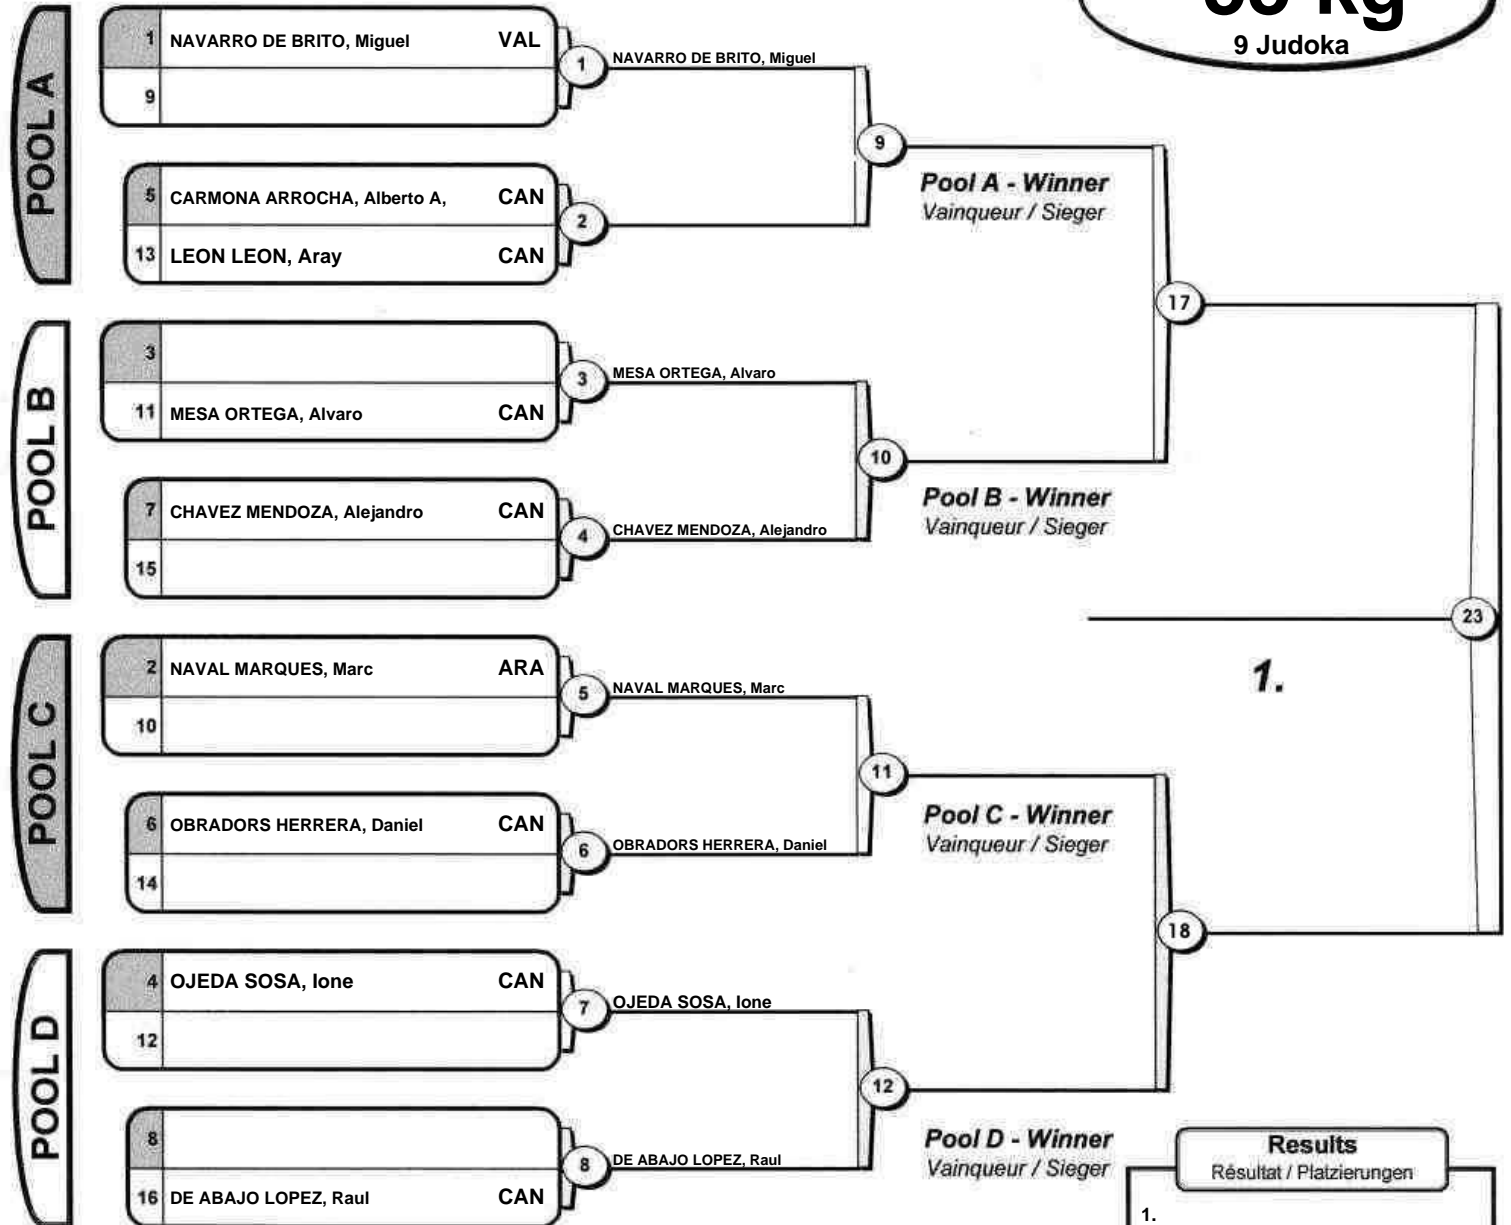 kg
9 Judoka
POOL A
1 NAVARRO DE BRITO, Miguel VAL
9
1 NAVARRO DE BRITO, Miguel
5 CARMONA ARROCHA, Alberto A, CAN
13 LEON LEON, Aray CAN
2
9
Pool A - Winner
Vainqueur / Sieger
17
POOL B
3
11 MESA ORTEGA, Alvaro CAN
3 MESA ORTEGA, Alvaro
7 CHAVEZ MENDOZA, Alejandro CAN
15
4 CHAVEZ MENDOZA, Alejandro
10
Pool B - Winner
Vainqueur / Sieger
23
1.
POOL C
2 NAVAL MARQUES, Marc ARA
10
5 NAVAL MARQUES, Marc
6 OBRADORS HERRERA, Daniel CAN
14
6 OBRADORS HERRERA, Daniel
11
Pool C - Winner
Vainqueur / Sieger
18
POOL D
4 OJEDA SOSA, Ione CAN
12
7 OJEDA SOSA, Ione
8
16 DE ABAJO LOPEZ, Raul CAN
8 DE ABAJO LOPEZ, Raul
12
Pool D - Winner
Vainqueur / Sieger
Results
Résultat / Platzierungen
1.